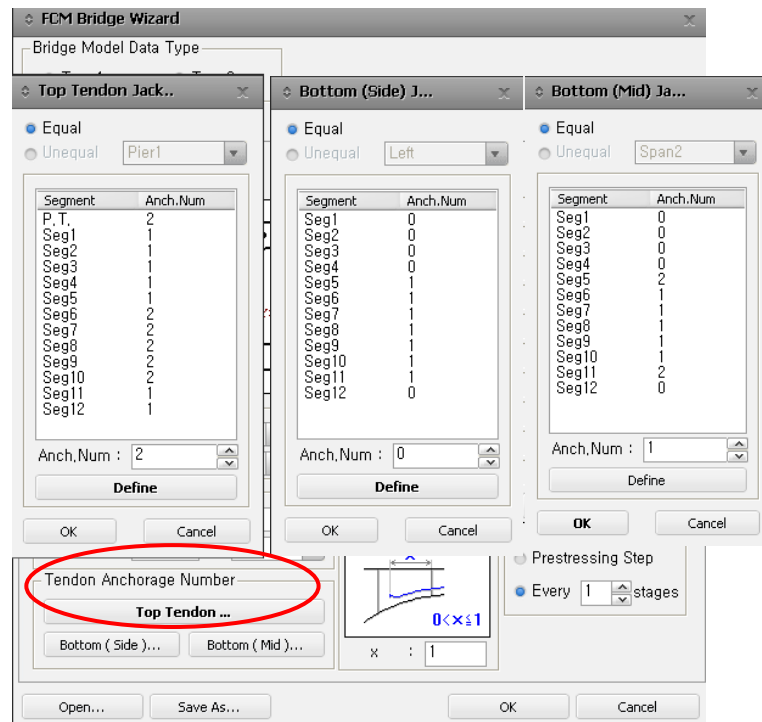 FCM Bridge Wizard
Bridge Model Data Type
Top Tendon Jack..
Equal
Unequal Pier1
Segment Anch.Num
P.T. 2
Seg1 1
Seg2 1
Seg3 1
Seg4 1
Seg5 1
Seg6 2
Seg7 2
Seg8 2
Seg9 2
Seg10 2
Seg11 1
Seg12 1
Anch.Num : 2
Define
OK Cancel
Bottom (Side) J...
Equal
Unequal Left
Segment Anch.Num
Seg1 0
Seg2 0
Seg3 0
Seg4 0
Seg5 1
Seg6 1
Seg7 1
Seg8 1
Seg9 1
Seg10 1
Seg11 1
Seg12 0
Anch.Num : 0
Define
OK Cancel
Bottom (Mid) Ja...
Equal
Unequal Span2
Segment Anch.Num
Seg1 0
Seg2 0
Seg3 0
Seg4 0
Seg5 2
Seg6 1
Seg7 1
Seg8 1
Seg9 1
Seg10 1
Seg11 2
Seg12 0
Anch.Num : 1
Define
OK Cancel
Tendon Anchorage Number
Top Tendon ...
Bottom ( Side )... Bottom ( Mid )...
0<x≤1
x : 1
Prestressing Step
Every 1 stages
Open... Save As... OK Cancel